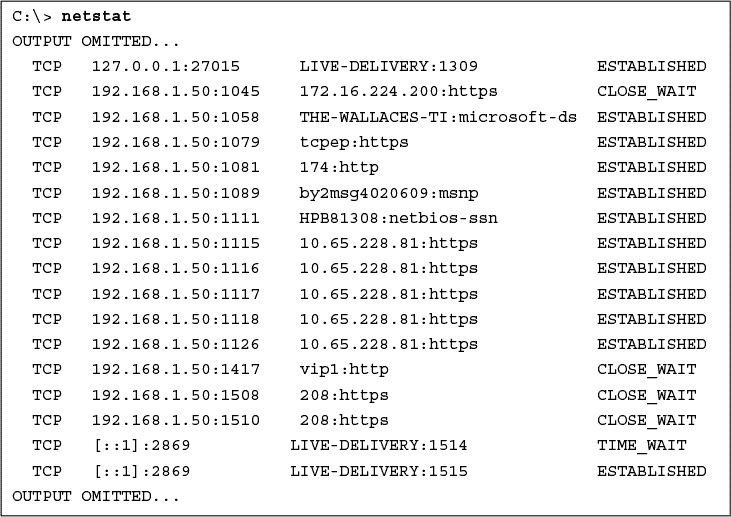 C:\> netstat
OUTPUT OMITTED...
TCP 127.0.0.1:27015 LIVE-DELIVERY:1309 ESTABLISHED
TCP 192.168.1.50:1045 172.16.224.200:https CLOSE_WAIT
TCP 192.168.1.50:1058 THE-WALLACES-TI:microsoft-ds ESTABLISHED
TCP 192.168.1.50:1079 tcpep:https ESTABLISHED
TCP 192.168.1.50:1081 174:http ESTABLISHED
TCP 192.168.1.50:1089 by2msg4020609:msnp ESTABLISHED
TCP 192.168.1.50:1111 HPB81308:netbios-ssn ESTABLISHED
TCP 192.168.1.50:1115 10.65.228.81:https ESTABLISHED
TCP 192.168.1.50:1116 10.65.228.81:https ESTABLISHED
TCP 192.168.1.50:1117 10.65.228.81:https ESTABLISHED
TCP 192.168.1.50:1118 10.65.228.81:https ESTABLISHED
TCP 192.168.1.50:1126 10.65.228.81:https ESTABLISHED
TCP 192.168.1.50:1417 vip1:http CLOSE_WAIT
TCP 192.168.1.50:1508 208:https CLOSE_WAIT
TCP 192.168.1.50:1510 208:https CLOSE_WAIT
TCP [::1]:2869 LIVE-DELIVERY:1514 TIME_WAIT
TCP [::1]:2869 LIVE-DELIVERY:1515 ESTABLISHED
OUTPUT OMITTED...